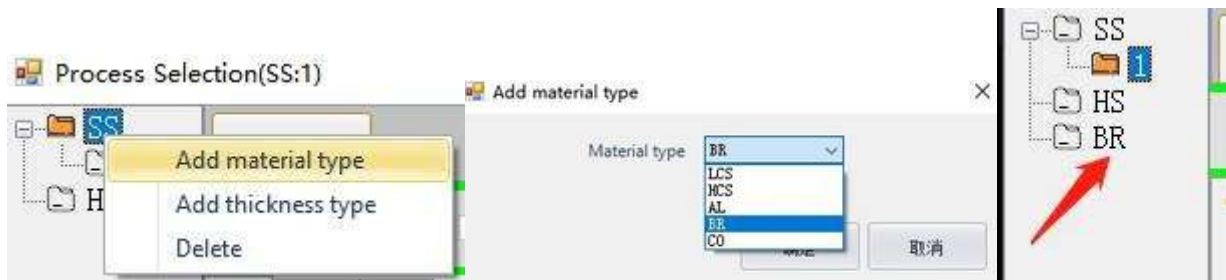 Process Selection(SS:1)
SS
Add material type
H
Add thickness type
Delete
Add material type
Material type
BR
LCS
HCS
AL
BR
CO
取消
SS
1
HS
BR